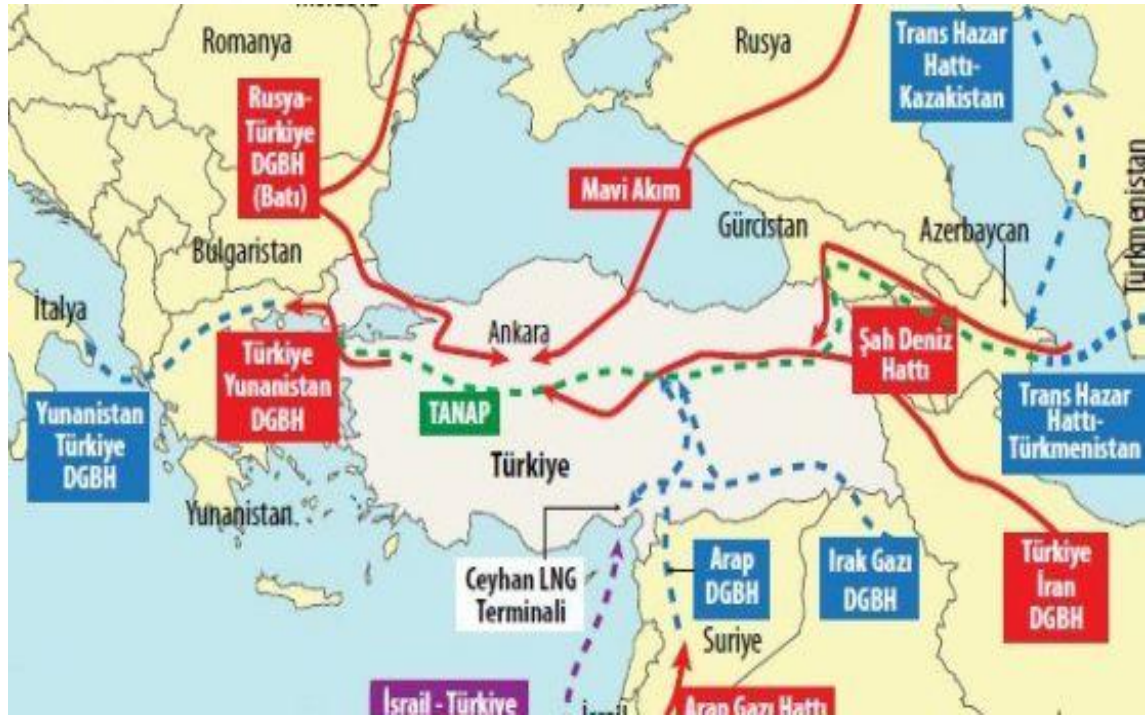 Romanya
Rusya
Trans Hazar
Hattı-
Kazakistan
Rusya-
Türkiye
DGBH
(Batı)
Mavi Akım
Türkmenistan
Gürcistan
Azerbaycan
Bulgaristan
İtalya
Ankara
Şah Deniz
Hattı
Türkiye
Yunanistan
DGBH
TANAP
Yunanistan
Türkiye
DGBH
Trans Hazar
Hattı-
Türkmenistan
Türkiye
Yunanistan
Ceyhan LNG
Terminali
Arap
DGBH
Irak Gazı
DGBH
Türkiye
İran
DGBH
Suriye
İsrail - Türkiye
İsrail
Arap Gazı Hattı